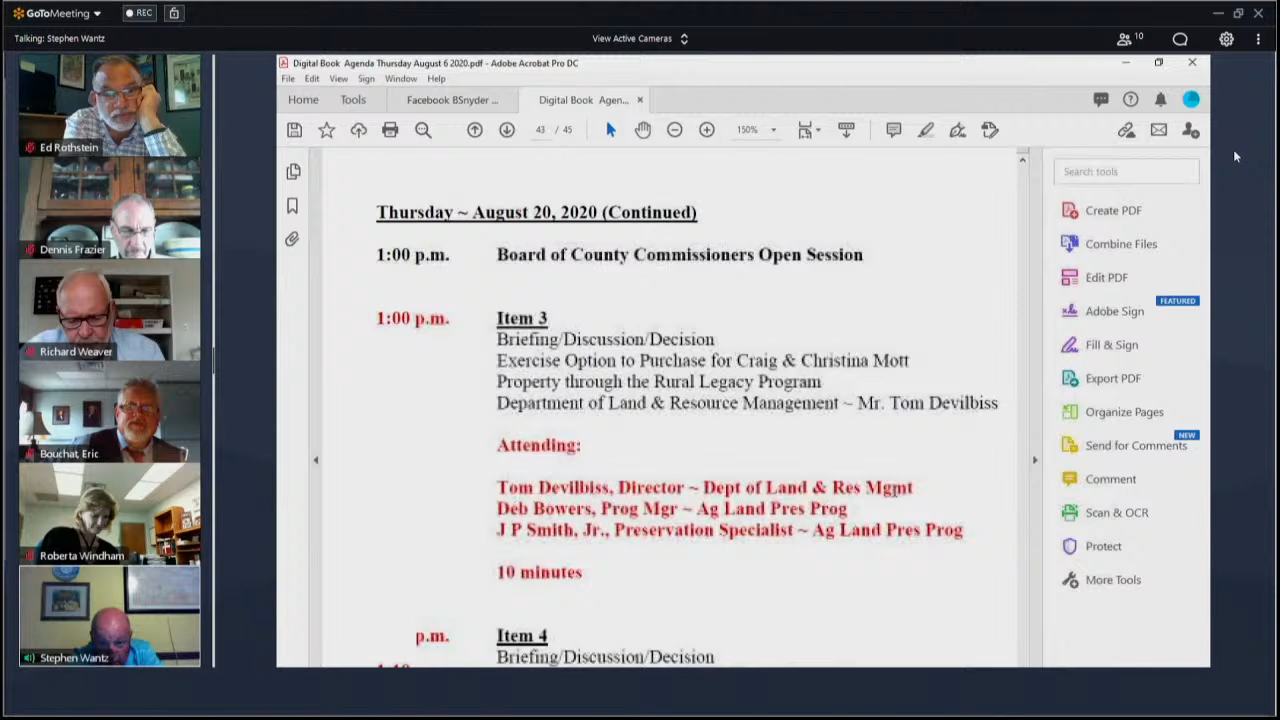 GoToMeeting
REC
Talking: Stephen Wantz
View Active Cameras
10
Ed Rothstein
Dennis Frazier
Richard Weaver
Bouchat, Eric
Roberta Windham
Stephen Wantz
Digital Book Agenda Thursday August 6 2020.pdf - Adobe Acrobat Pro DC
File Edit View Sign Window Help
Home Tools Facebook BSnyder ... Digital Book Agen... ×
43 / 45 150%
Thursday ~ August 20, 2020 (Continued)
1:00 p.m. Board of County Commissioners Open Session
1:00 p.m. Item 3
Briefing/Discussion/Decision
Exercise Option to Purchase for Craig & Christina Mott
Property through the Rural Legacy Program
Department of Land & Resource Management ~ Mr. Tom Devilbiss
Attending:
Tom Devilbiss, Director ~ Dept of Land & Res Mgmt
Deb Bowers, Prog Mgr ~ Ag Land Pres Prog
J P Smith, Jr., Preservation Specialist ~ Ag Land Pres Prog
10 minutes
p.m. Item 4
Briefing/Discussion/Decision
Search tools
Create PDF
Combine Files
Edit PDF
FEATURED
Adobe Sign
Fill & Sign
Export PDF
Organize Pages
NEW
Send for Comments
Comment
Scan & OCR
Protect
More Tools